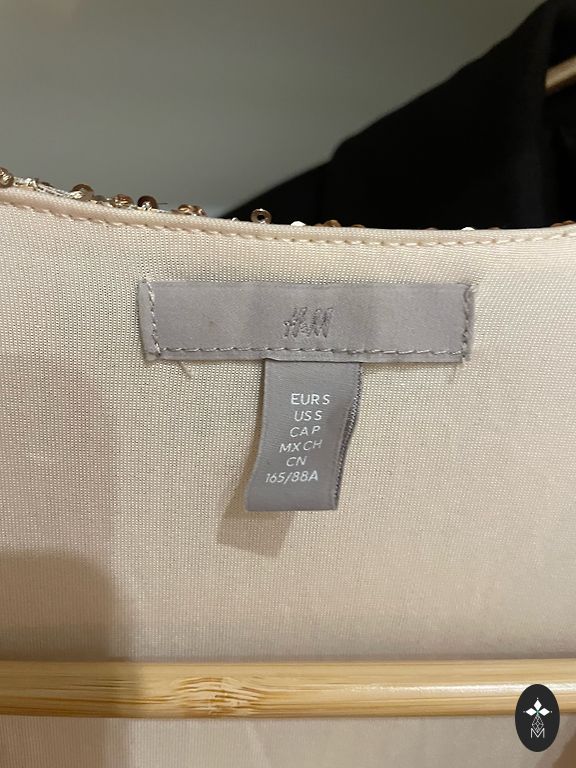 H&M
EUR S
US S
CA P
MX CH
CN
165/88A